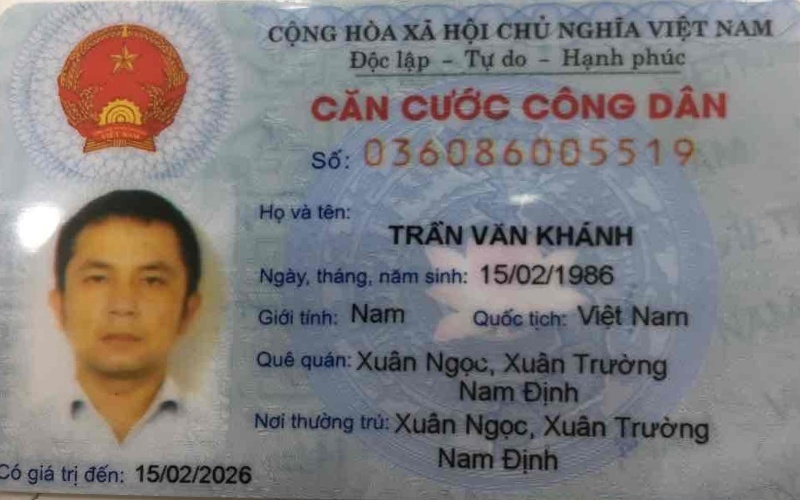 CỘNG HÒA XÃ HỘI CHỦ NGHĨA VIỆT NAM
Độc lập - Tự do - Hạnh phúc
CĂN CƯỚC CÔNG DÂN
Số: 036086005519
Họ và tên:
TRẦN VĂN KHÁNH
Ngày, tháng, năm sinh: 15/02/1986
Giới tính: Nam Quốc tịch: Việt Nam
Quê quán: Xuân Ngọc, Xuân Trường
Nam Định
Nơi thường trú: Xuân Ngọc, Xuân Trường
Nam Định
Có giá trị đến: 15/02/2026